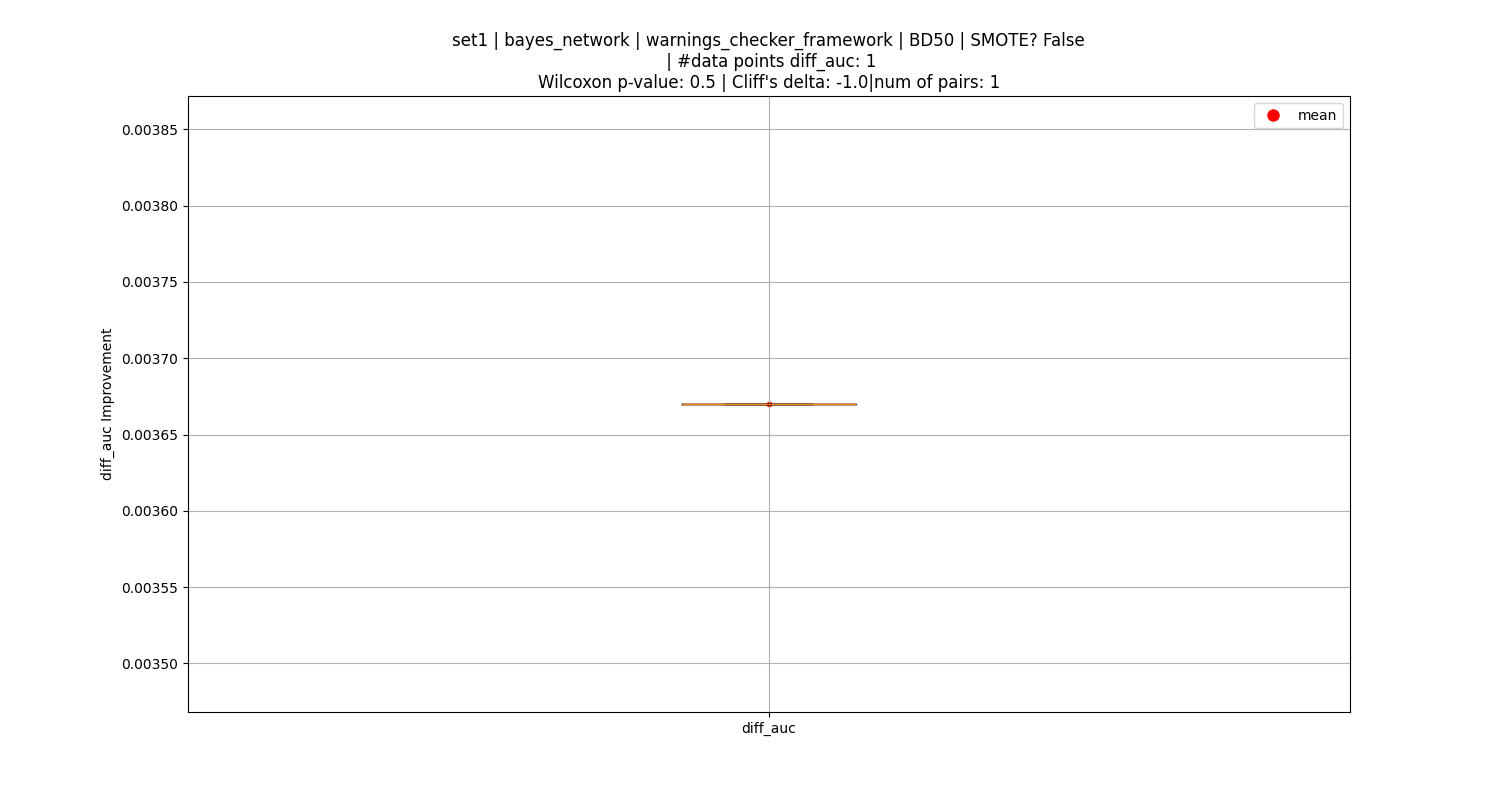 set1 | bayes_network | warnings_checker_framework | BD50 | SMOTE? False
| #data points diff_auc: 1
Wilcoxon p-value: 0.5 | Cliff's delta: -1.0|num of pairs: 1
mean
0.00385
0.00380
0.00375
0.00370
0.00365
0.00360
0.00355
0.00350
diff_auc Improvement
diff_auc